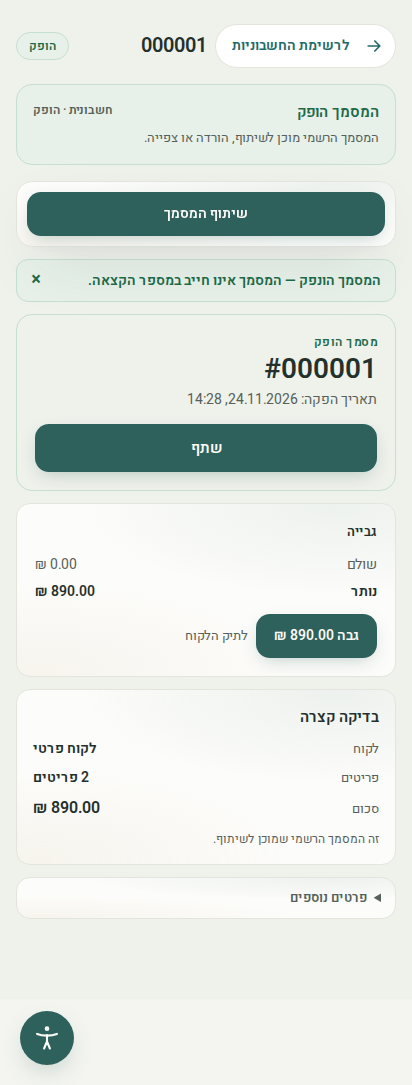 לרשימת החשבוניות
000001
הופק
המסמך הופק
חשבונית · הופק
המסמך הרשמי מוכן לשיתוף, הורדה או צפייה.
שיתוף המסמך
המסמך הונפק — המסמך אינו חייב במספר הקצאה.
×
מסמך הופק
#000001
תאריך הפקה: 24.11.2026, 14:28
שתף
גבייה
שולם
0.00 ₪
נותר
890.00 ₪
גבה 890.00 ₪
לתיק הלקוח
בדיקה קצרה
לקוח
לקוח פרטי
פריטים
2 פריטים
סכום
890.00 ₪
זה המסמך הרשמי שמוכן לשיתוף.
פרטים נוספים